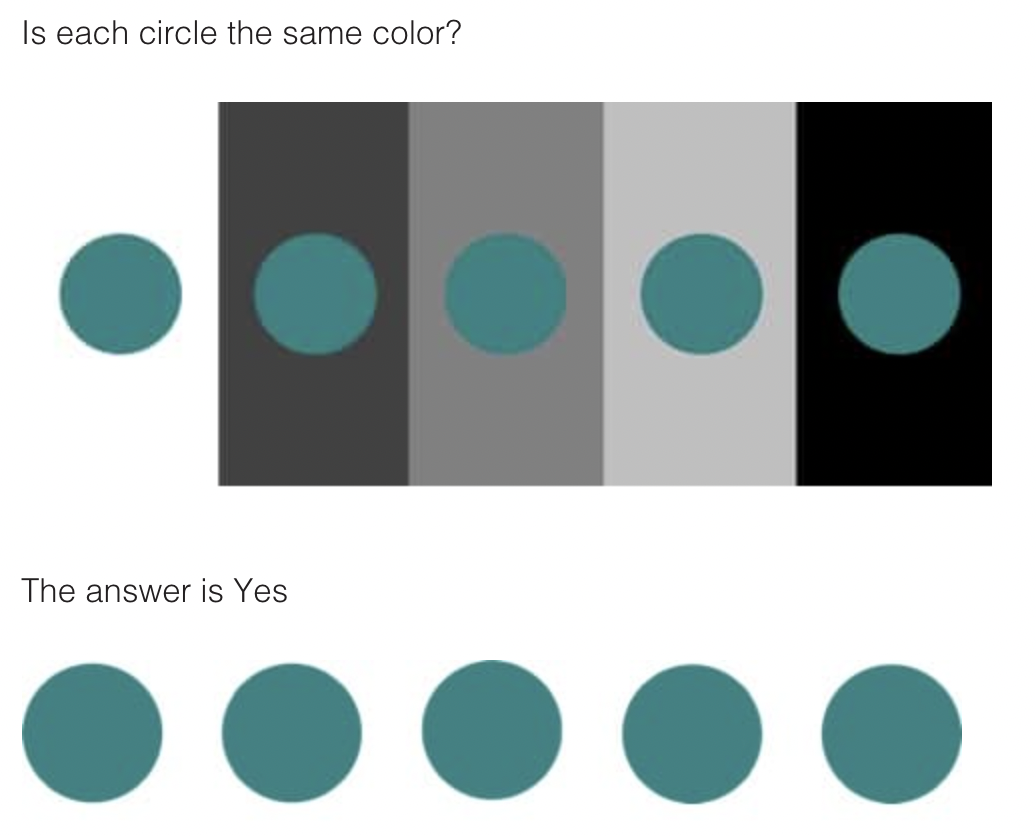 Is each circle the same color?
The answer is Yes